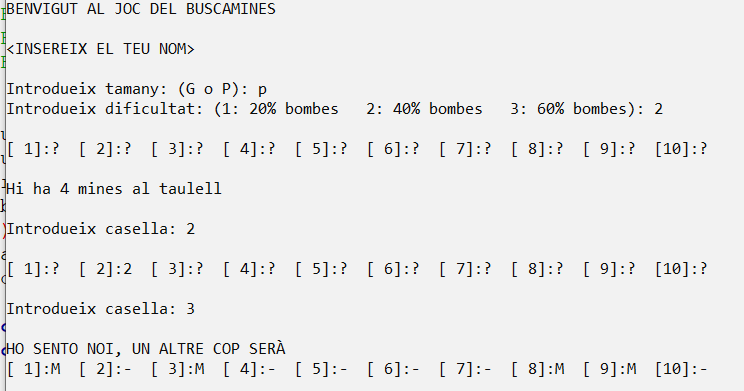 BENVIGUT AL JOC DEL BUSCAMINES
<INSEREIX EL TEU NOM>
Introdueix tamany: (G o P): p
Introdueix dificultat: (1: 20% bombes   2: 40% bombes   3: 60% bombes): 2
[ 1]:?  [ 2]:?  [ 3]:?  [ 4]:?  [ 5]:?  [ 6]:?  [ 7]:?  [ 8]:?  [ 9]:?  [10]:?
Hi ha 4 mines al taulell
Introdueix casella: 2
[ 1]:?  [ 2]:2  [ 3]:?  [ 4]:?  [ 5]:?  [ 6]:?  [ 7]:?  [ 8]:?  [ 9]:?  [10]:?
Introdueix casella: 3
HO SENTO NOI, UN ALTRE COP SERÀ
[ 1]:M  [ 2]:-  [ 3]:M  [ 4]:-  [ 5]:-  [ 6]:-  [ 7]:-  [ 8]:M  [ 9]:M  [10]:-